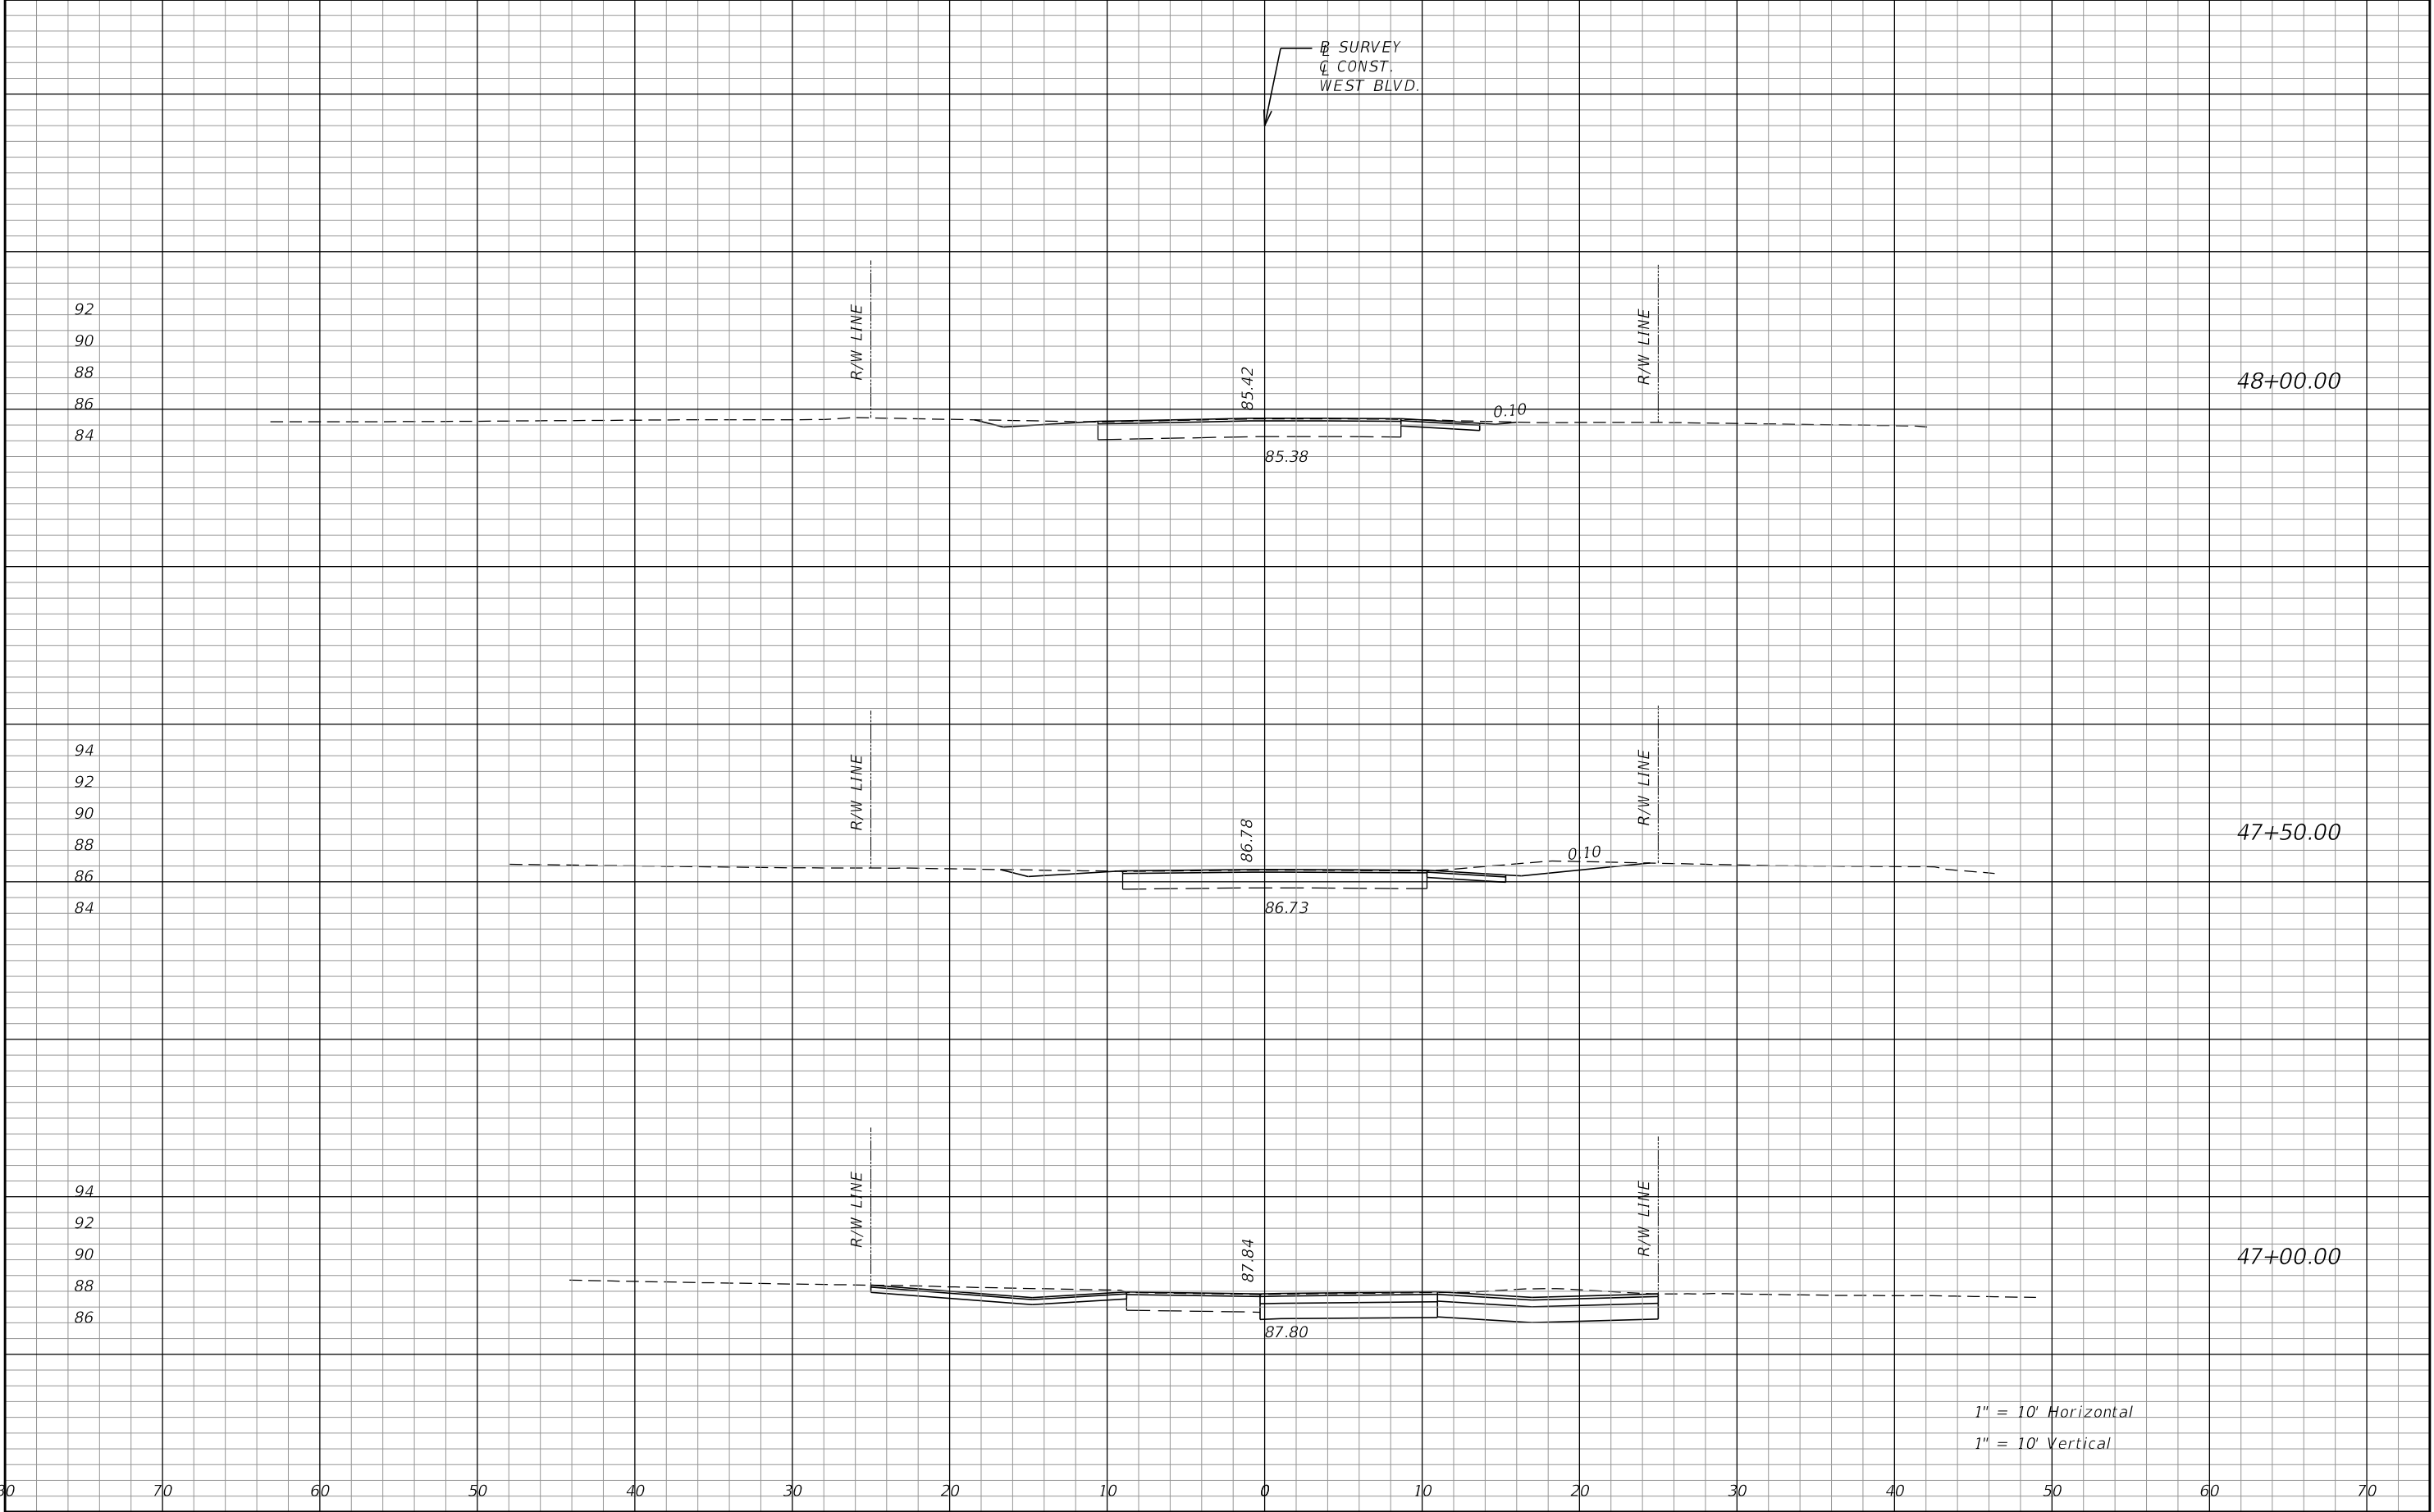 ℄ SURVEY
℄ CONST.
WEST BLVD.
92
90
88
86
84
R/W LINE
85.42
R/W LINE
0.10
85.38
48+00.00
94
92
90
88
86
84
R/W LINE
86.78
R/W LINE
0.10
86.73
47+50.00
94
92
90
88
86
R/W LINE
87.84
R/W LINE
87.80
47+00.00
1" = 10' Horizontal
1" = 10' Vertical
70 60 50 40 30 20 10 0 10 20 30 40 50 60 70